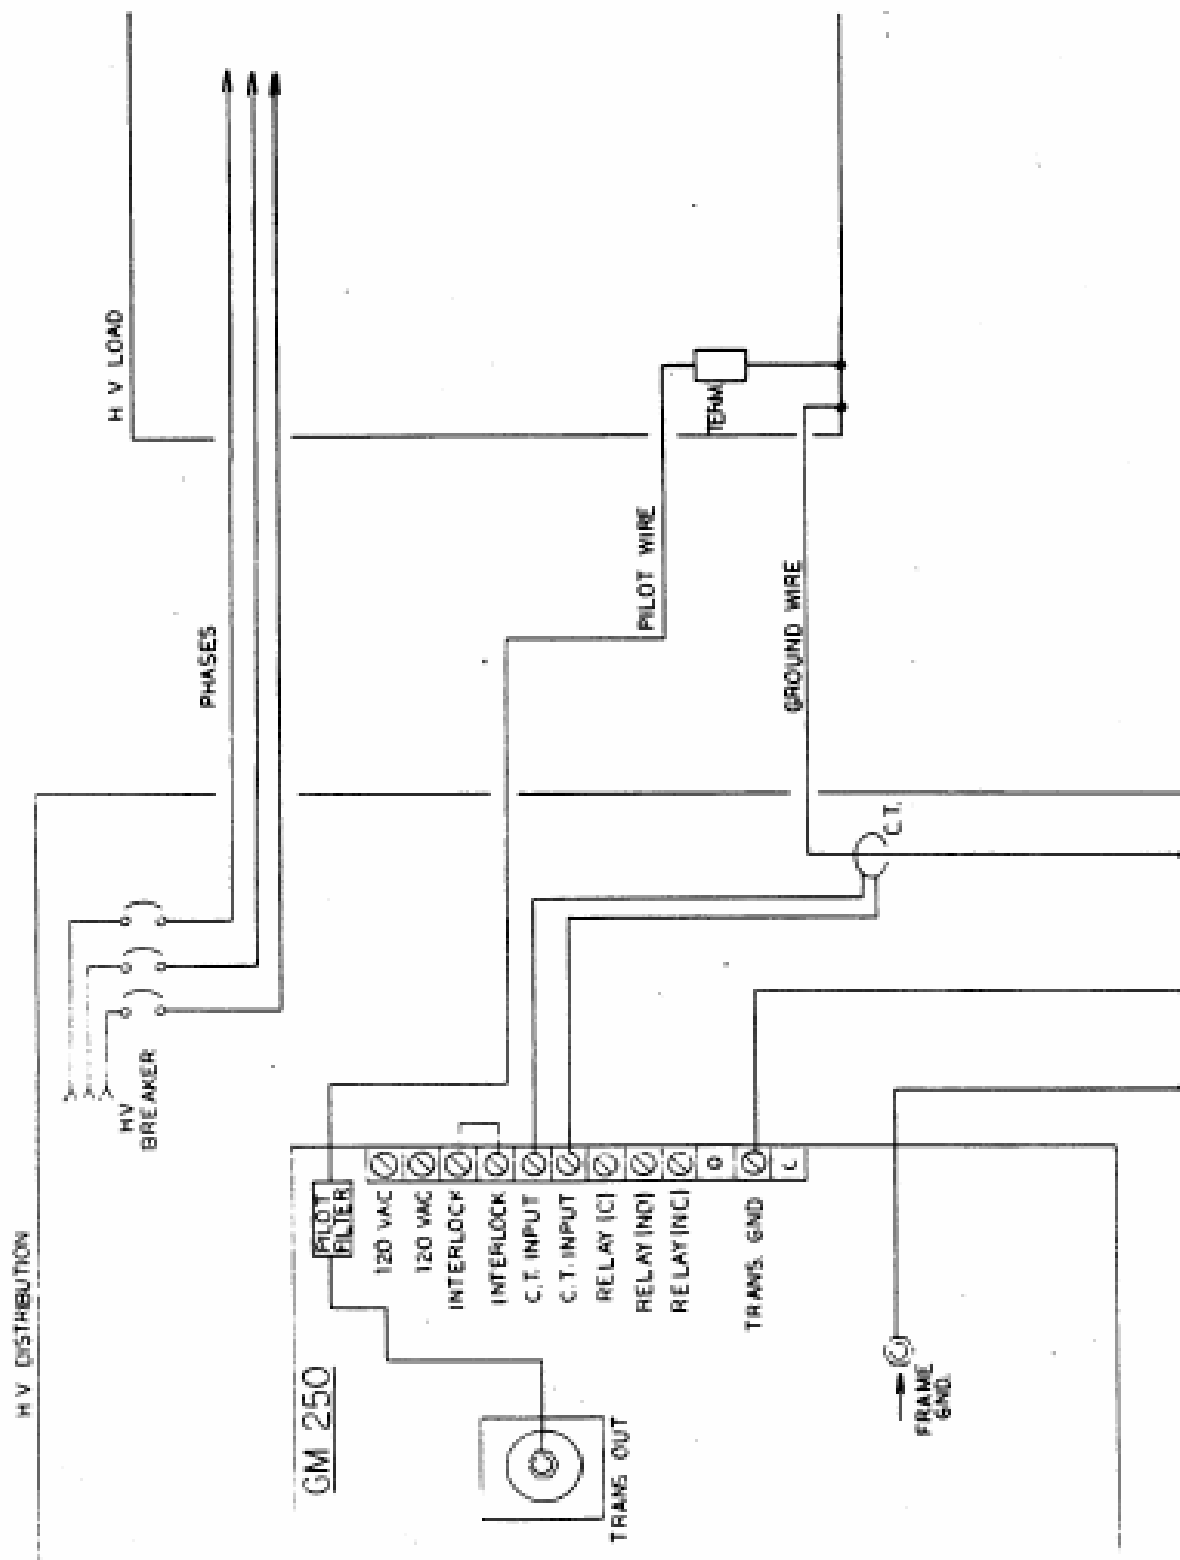 H V DISTRIBUTION
HV
BREAKER
H V LOAD
PHASES
PILOT WIRE
TERM
GROUND WIRE
C.T.
GM 250
PILOT
FILTER
120 VAC
120 VAC
INTERLOCK
INTERLOCK
C.T. INPUT
C.T. INPUT
RELAY (C)
RELAY (NO)
RELAY (NC)
TRANS. GND
TRANS OUT
FRAME
GND.